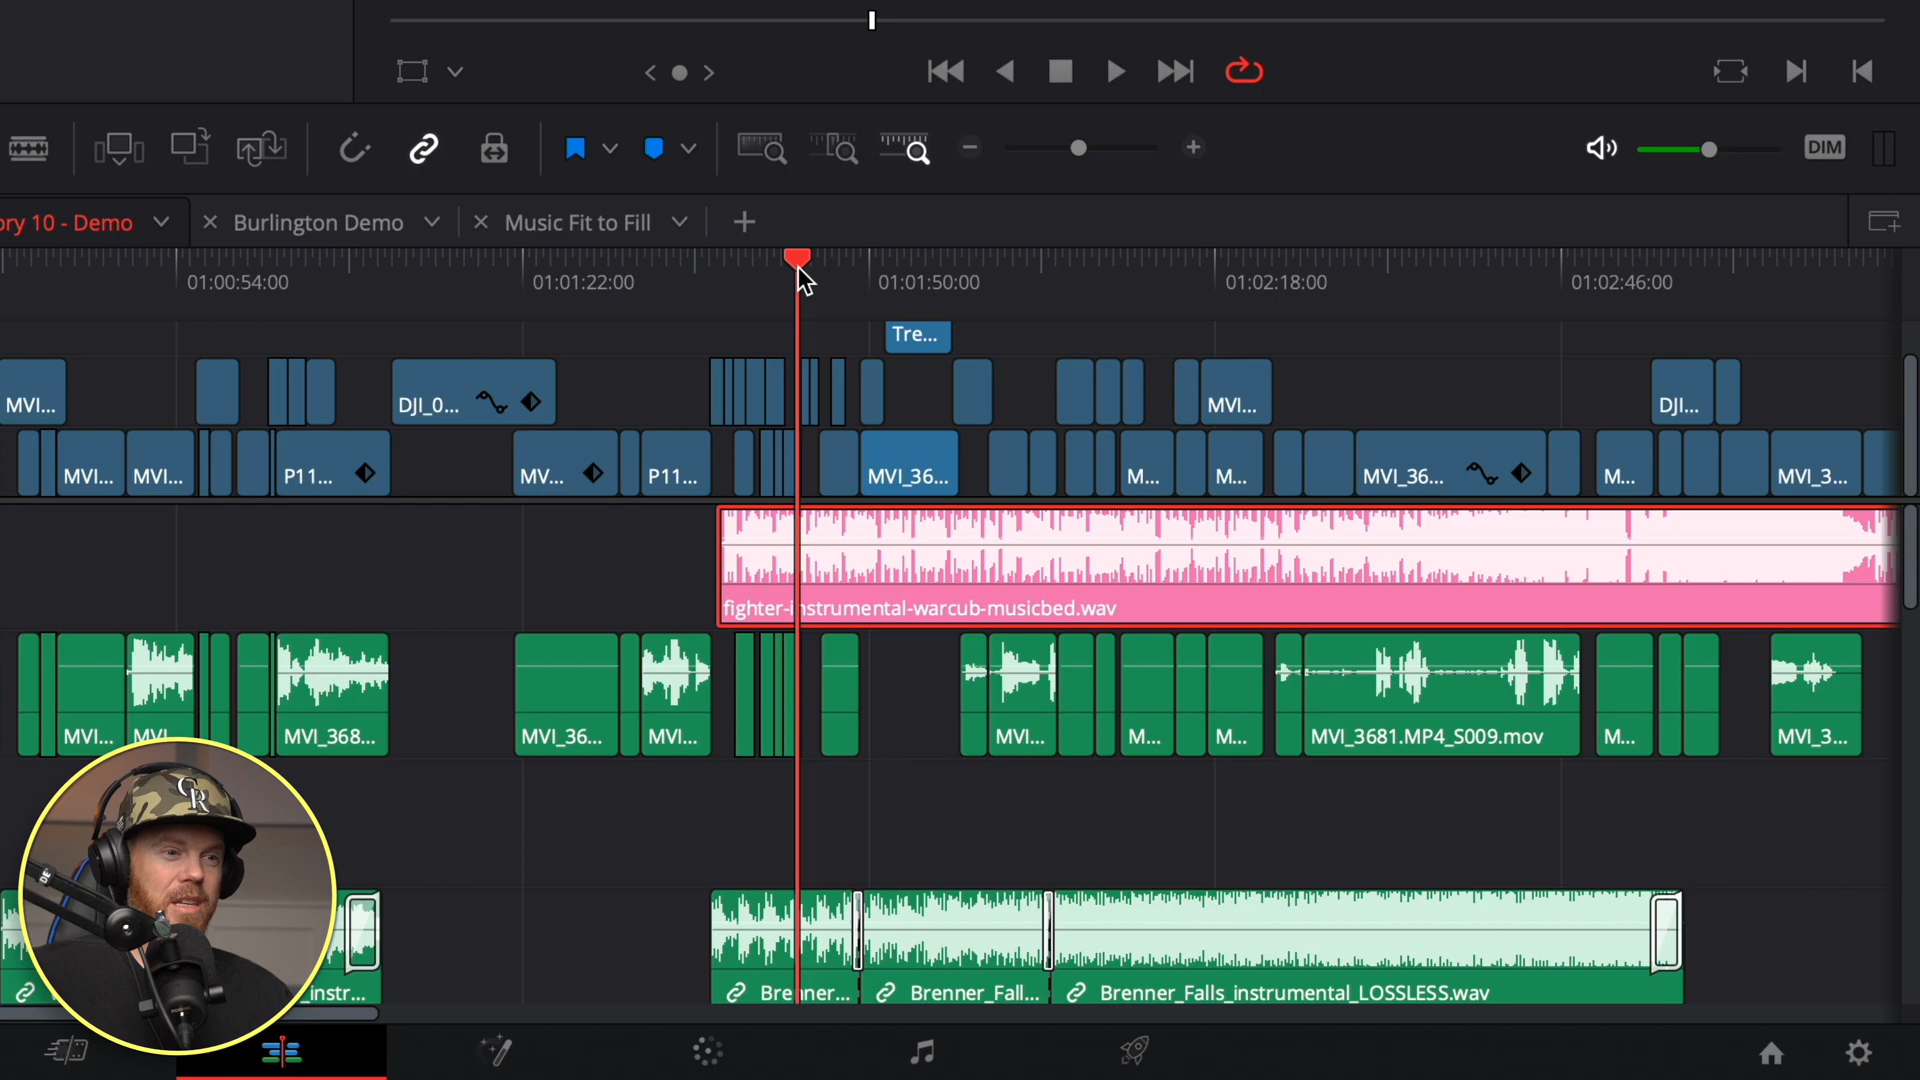 DIM
ory 10 - Demo
Burlington Demo
Music Fit to Fill
01:00:54:00
01:01:22:00
01:01:50:00
01:02:18:00
01:02:46:00
Tre...
MVI...
DJI_0...
MVI...
DJI...
MVI...
MVI...
P11...
MV...
P11...
MVI_36...
M...
M...
MVI_36...
M...
MVI_3...
fighter-instrumental-warcub-musicbed.wav
MVI...
MVI...
MVI_368...
MVI_36...
MVI...
MVI...
M...
M...
MVI_3681.MP4_S009.mov
M...
MVI_3...
CR
_instr...
Brenner...
Brenner_Fall...
Brenner_Falls_instrumental_LOSSLESS.wav